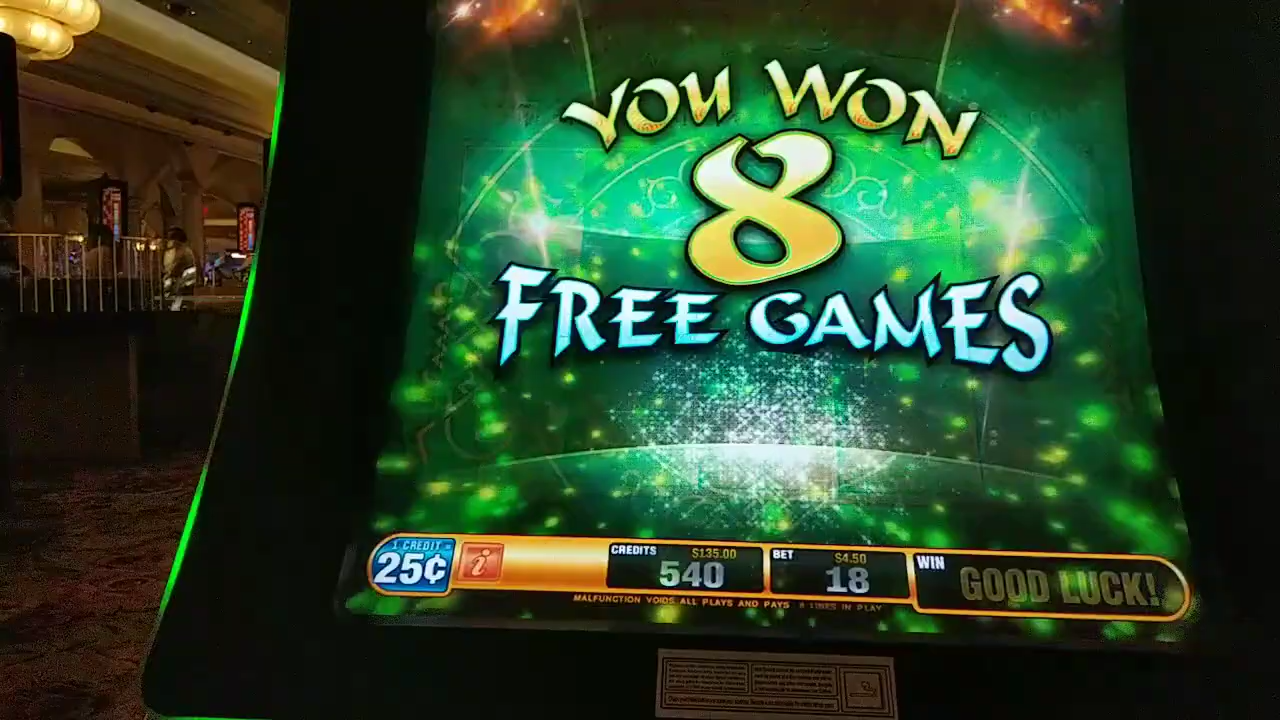 YOU WON
8
FREE GAMES
1 CREDIT =
25¢
i
CREDITS $135.00
540
BET $4.50
18
WIN
GOOD LUCK!
MALFUNCTION VOIDS ALL PLAYS AND PAYS 8 LINES IN PLAY